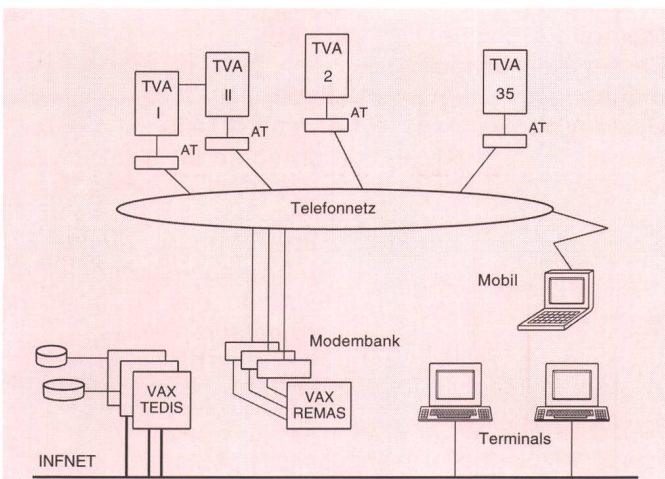 TVA
I
TVA
II
TVA
2
TVA
35
AT
AT
AT
AT
Telefonnetz
Mobil
Modembank
VAX
TEDIS
VAX
REMAS
Terminals
INFNET